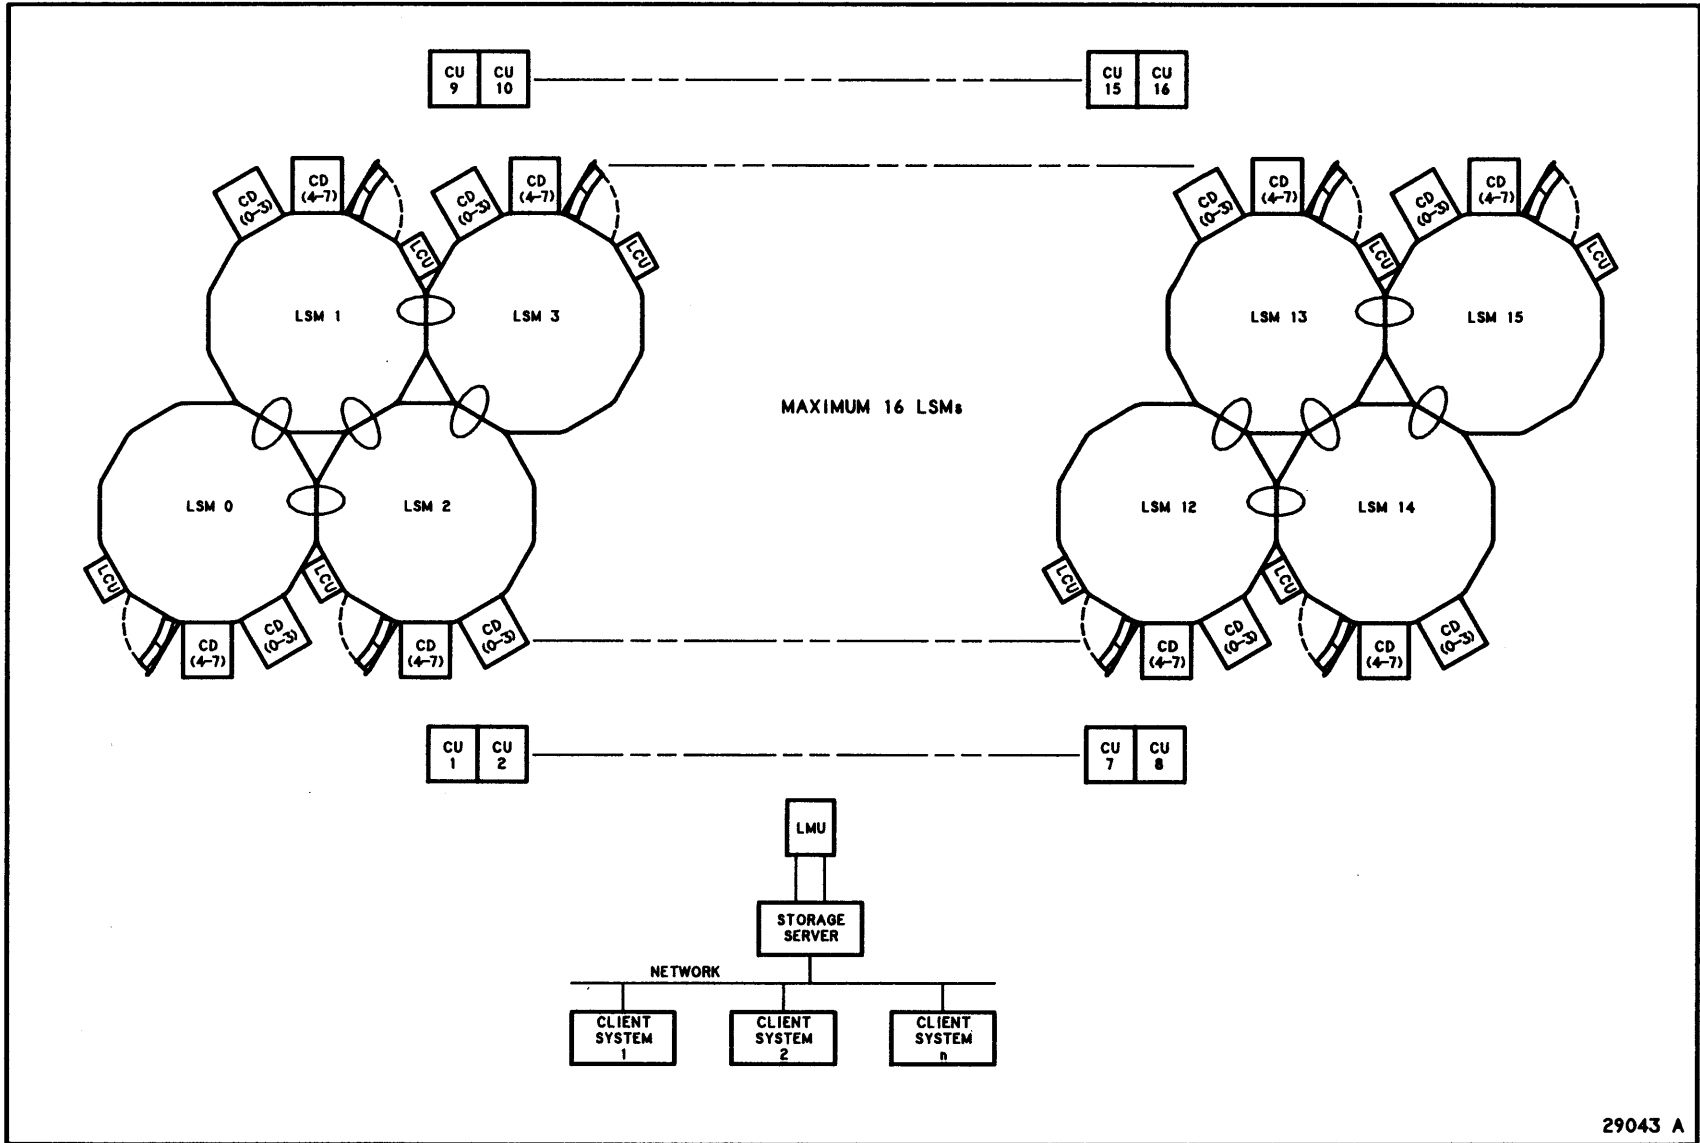 CU 9
CU 10
CU 15
CU 16
CD (0-3)
CD (4-7)
CD (0-3)
CD (4-7)
CD (0-3)
CD (4-7)
CD (0-3)
CD (4-7)
LCU
LCU
LCU
LCU
LSM 1
LSM 3
LSM 13
LSM 15
MAXIMUM 16 LSMs
LSM 0
LSM 2
LSM 12
LSM 14
LCU
LCU
LCU
LCU
CD (4-7)
CD (0-3)
CD (4-7)
CD (0-3)
CD (4-7)
CD (0-3)
CD (4-7)
CD (0-3)
CU 1
CU 2
CU 7
CU 8
LMU
STORAGE
SERVER
NETWORK
CLIENT
SYSTEM
1
CLIENT
SYSTEM
2
CLIENT
SYSTEM
n
29043 A